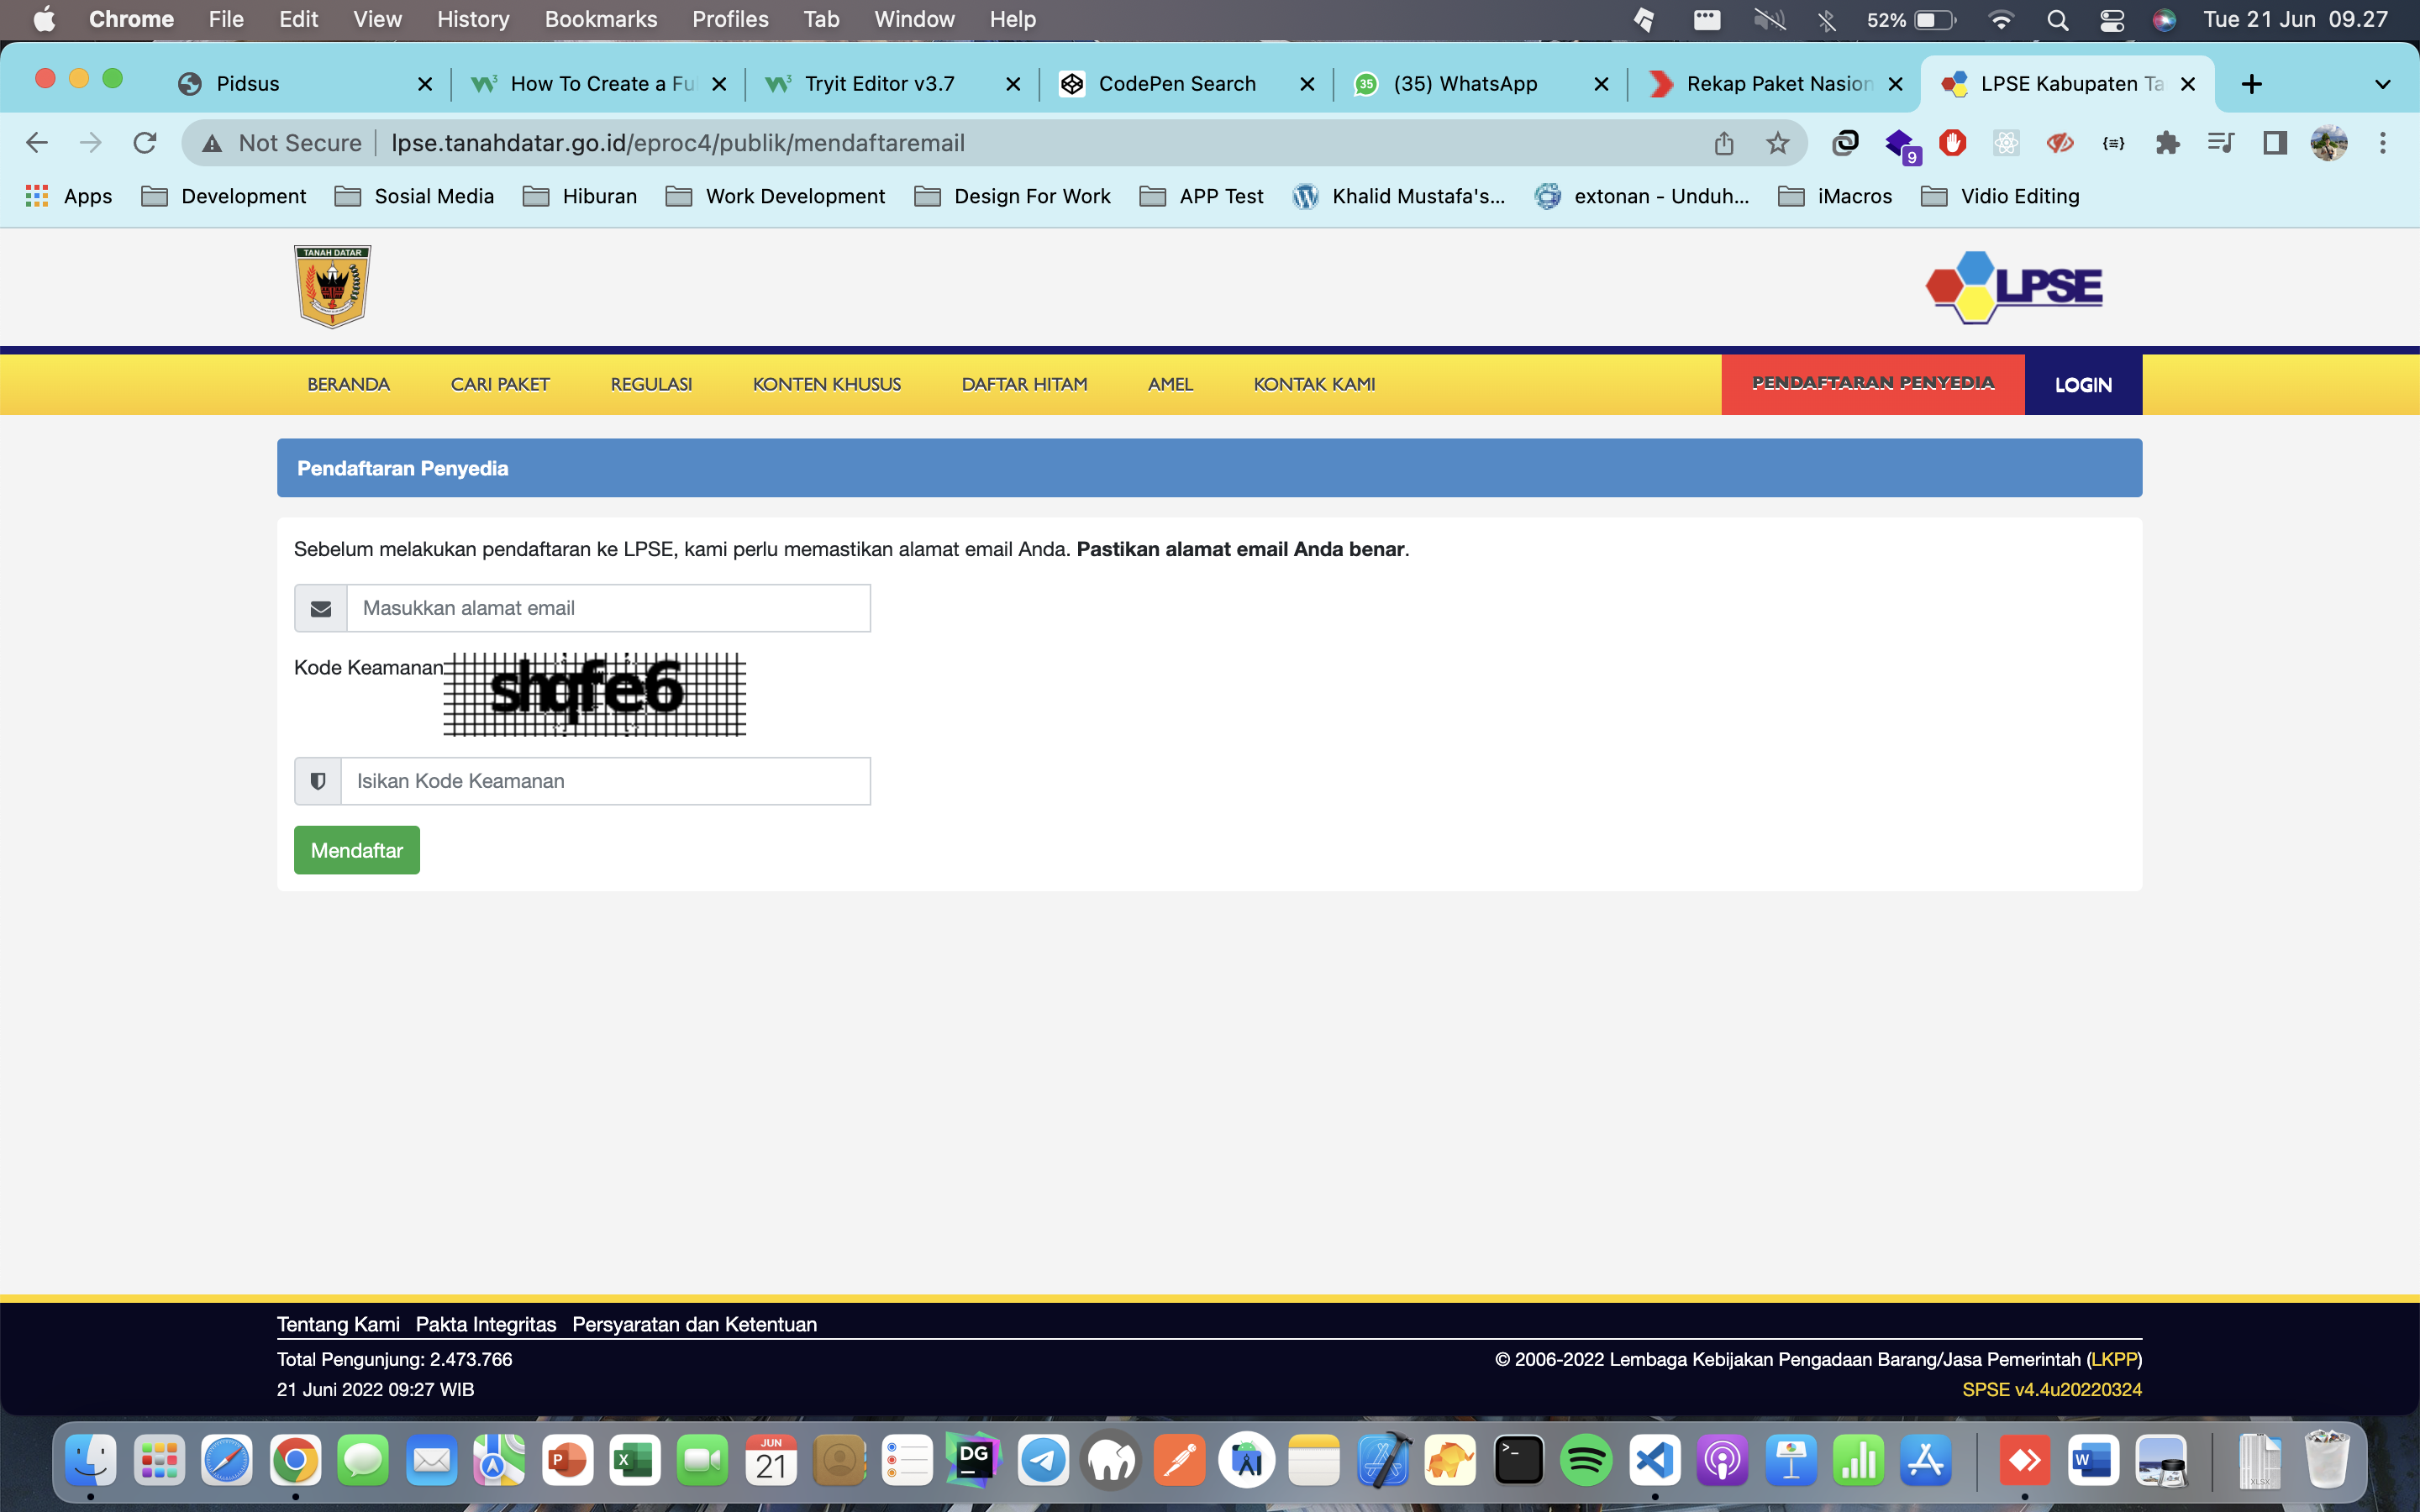 Chrome File Edit View History Bookmarks Profiles Tab Window Help 52% Tue 21 Jun 09.27
Pidsus How To Create a Fu Tryit Editor v3.7 CodePen Search 35 (35) WhatsApp Rekap Paket Nasion LPSE Kabupaten Ta
Not Secure lpse.tanahdatar.go.id/eproc4/publik/mendaftaremail 9
Apps Development Sosial Media Hiburan Work Development Design For Work APP Test Khalid Mustafa's... extonan - Unduh... iMacros Vidio Editing
TANAH DATAR
LPSE
BERANDA CARI PAKET REGULASI KONTEN KHUSUS DAFTAR HITAM AMEL KONTAK KAMI PENDAFTARAN PENYEDIA LOGIN
Pendaftaran Penyedia
Sebelum melakukan pendaftaran ke LPSE, kami perlu memastikan alamat email Anda. Pastikan alamat email Anda benar.
Masukkan alamat email
Kode Keamanan shqfe6
Isikan Kode Keamanan
Mendaftar
Tentang Kami Pakta Integritas Persyaratan dan Ketentuan
Total Pengunjung: 2.473.766 © 2006-2022 Lembaga Kebijakan Pengadaan Barang/Jasa Pemerintah (LKPP)
21 Juni 2022 09:27 WIB SPSE v4.4u20220324
P X JUN 21 DG >_ W XLSX